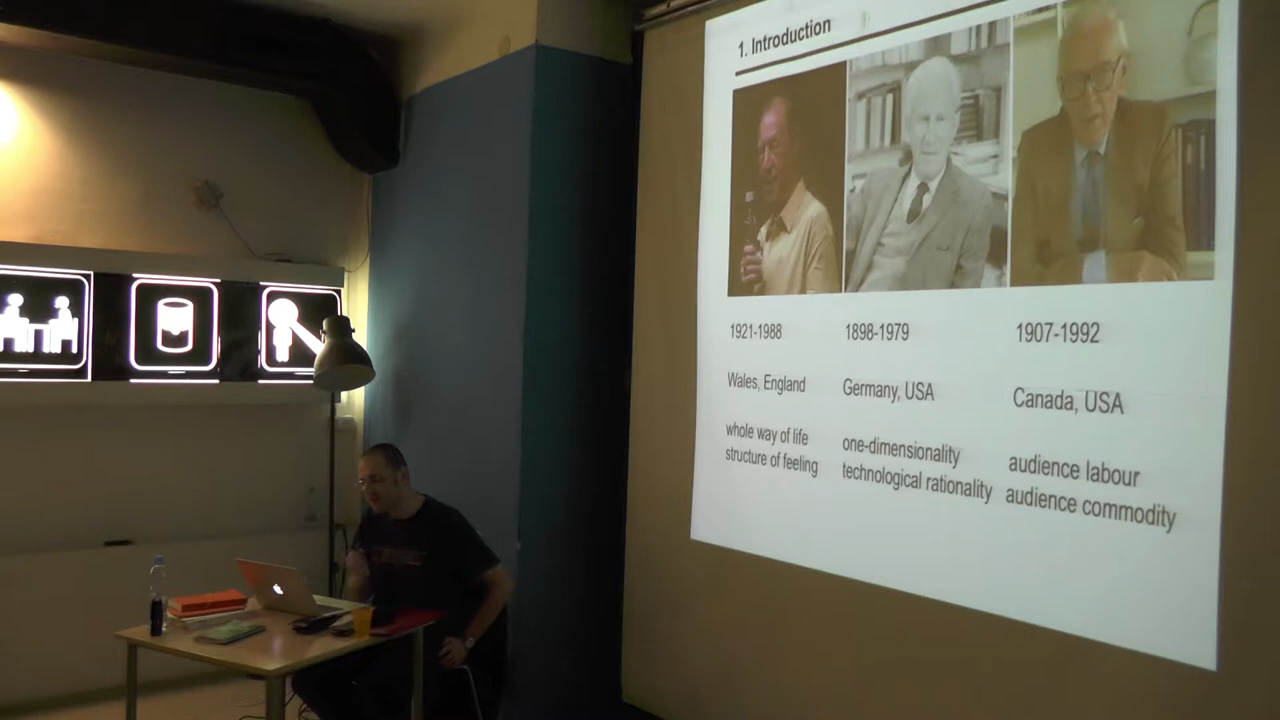 1. Introduction
1921-1988
1898-1979
1907-1992
Wales, England
Germany, USA
Canada, USA
whole way of life
structure of feeling
one-dimensionality
technological rationality
audience labour
audience commodity